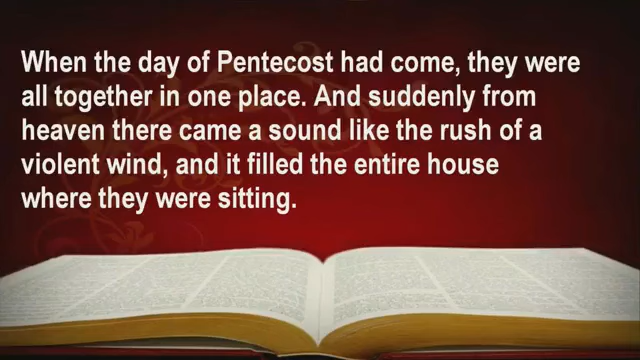 When the day of Pentecost had come, they were
all together in one place. And suddenly from
heaven there came a sound like the rush of a
violent wind, and it filled the entire house
where they were sitting.